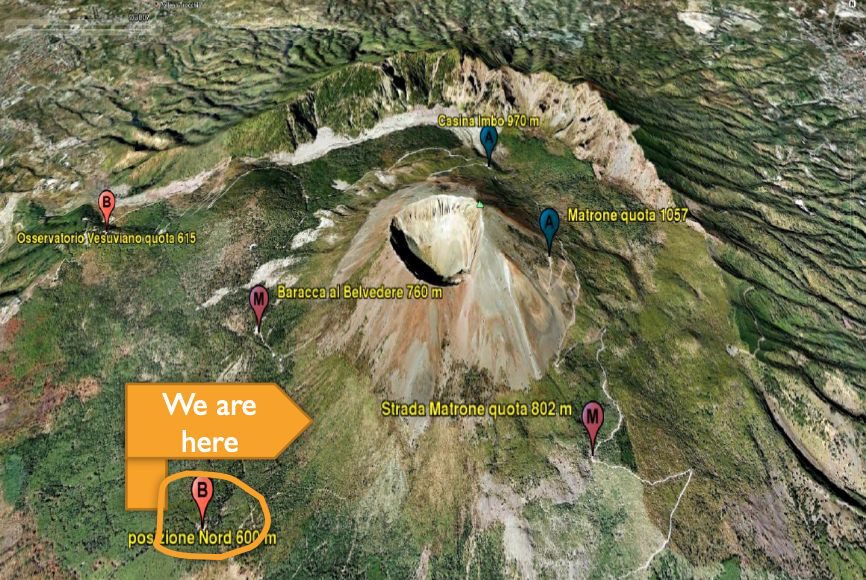 Casina Imbo 970 m
A
B
Osservatorio Vesuviano quota 615
Matrone quota 1057
A
M
Baracca al Belvedere 760 m
We are
here
Strada Matrone quota 802 m
M
B
posizione Nord 600 m